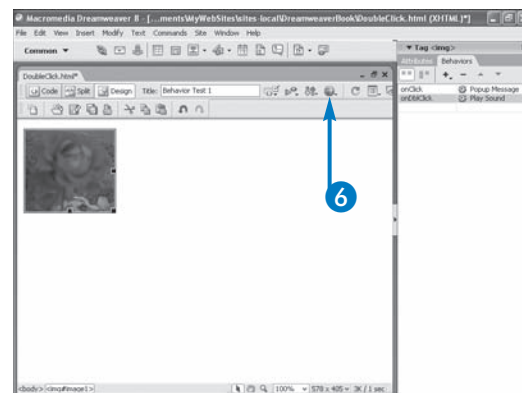 Macromedia Dreamweaver 8 - [...ments\MyWebSites\sites-local\DreamweaverBook\DoubleClick.html (XHTML)*]
File Edit View Insert Modify Text Commands Site Window Help
Common
Tag <img>
Attributes Behaviors
DoubleClick.html*
Code Split Design Title: Behavior Test 1
onClick Popup Message
onDblClick Play Sound
6
<body> <img#image1> 100% 578 x 405 3K / 1 sec